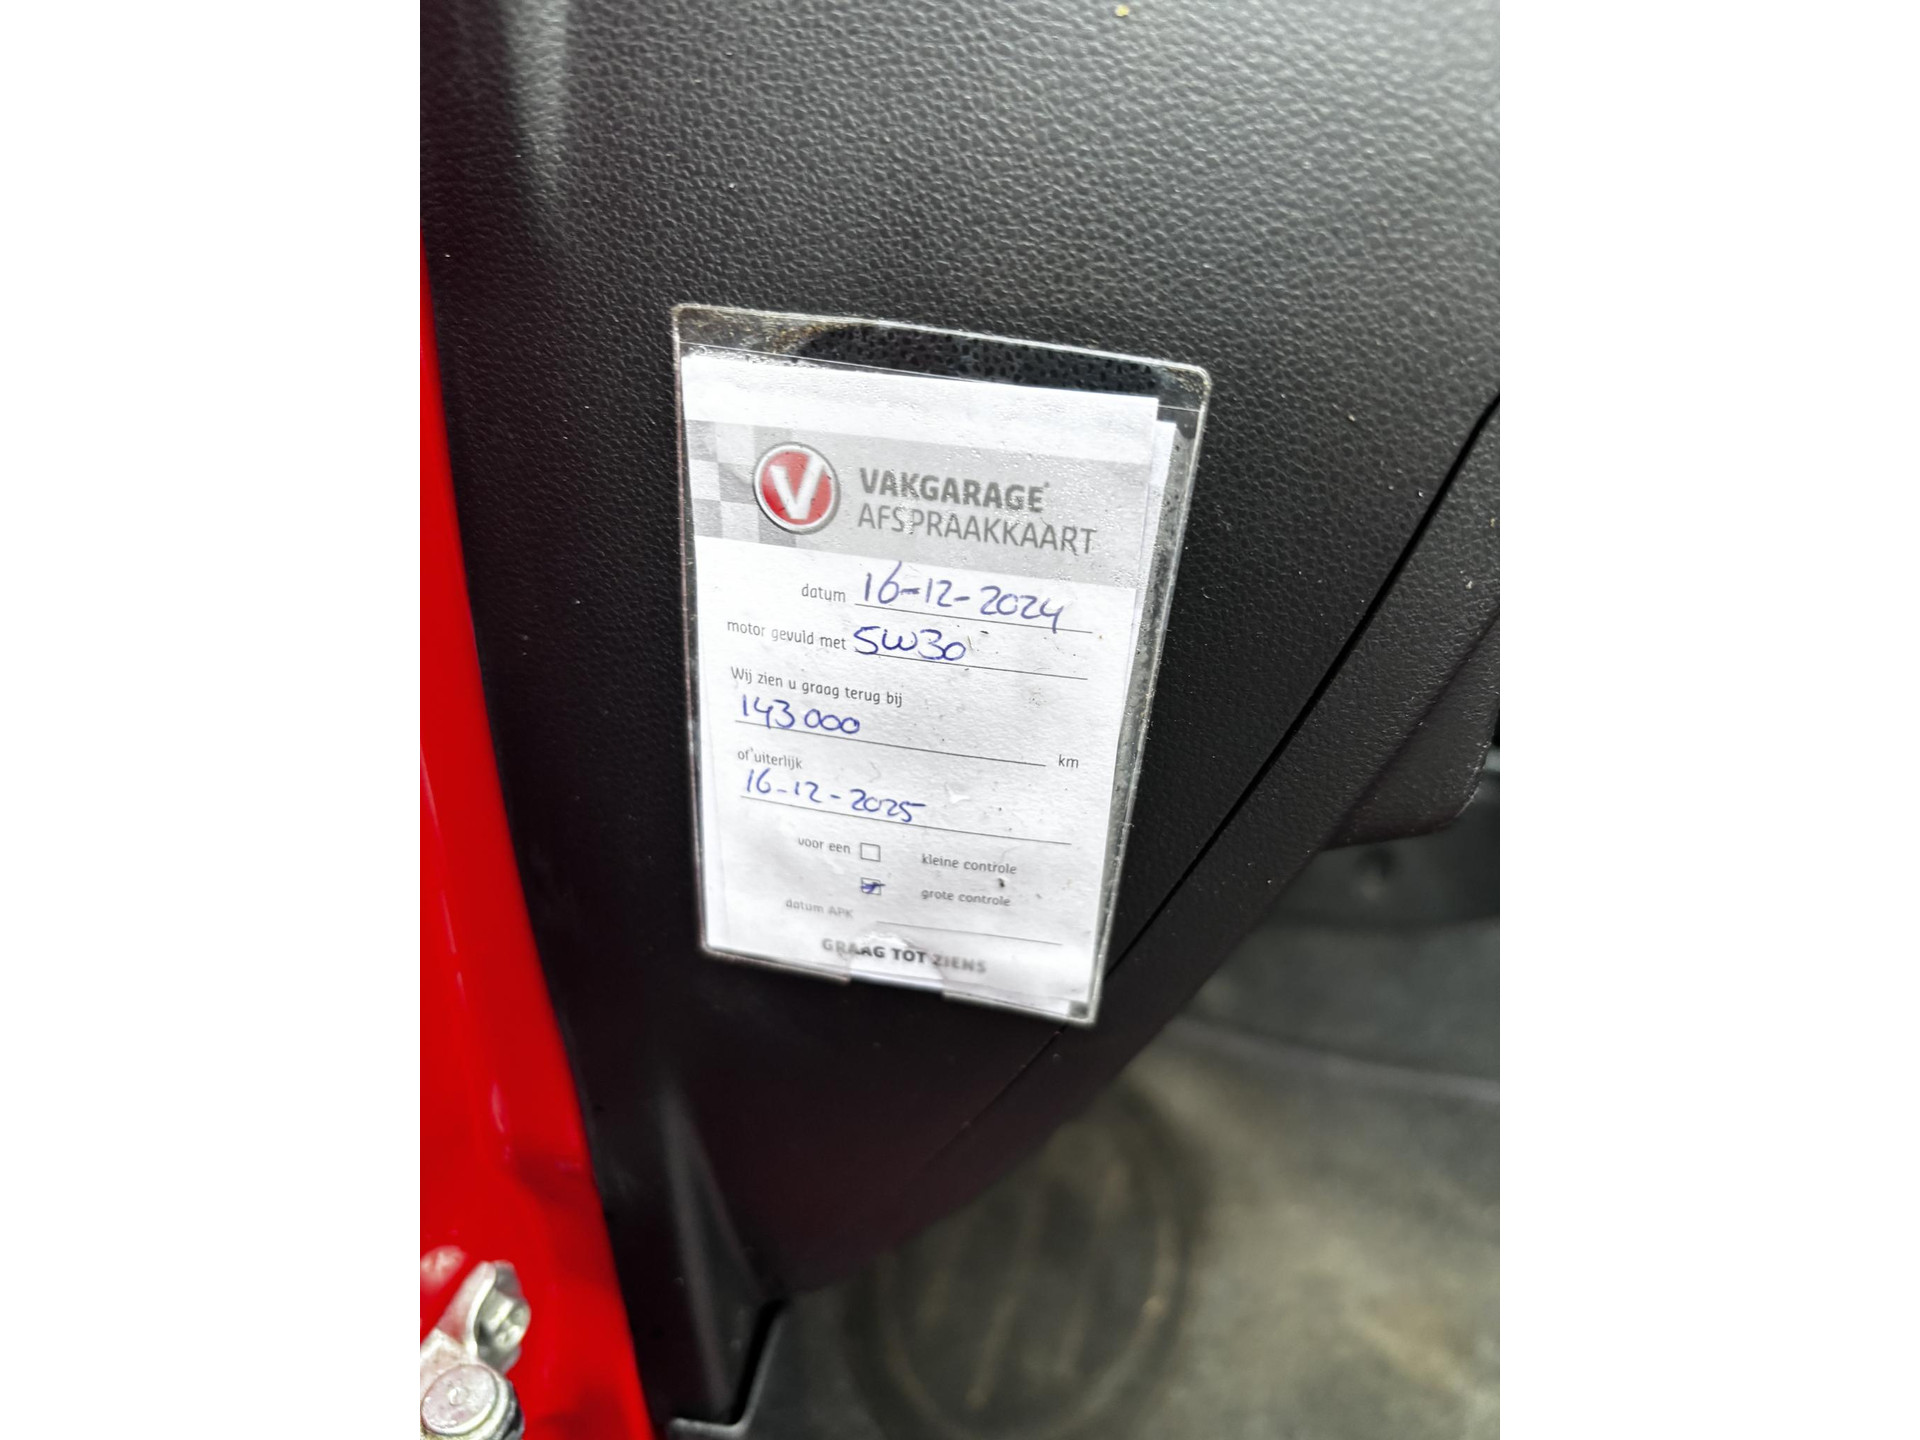 V VAKGARAGE®
AFSPRAAKKAART
datum 16-12-2024
motor gevuld met 5W30
Wij zien u graag terug bij
143000 km
of uiterlijk
16-12-2025
voor een kleine controle
grote controle
datum APK
GRAAG TOT ZIENS